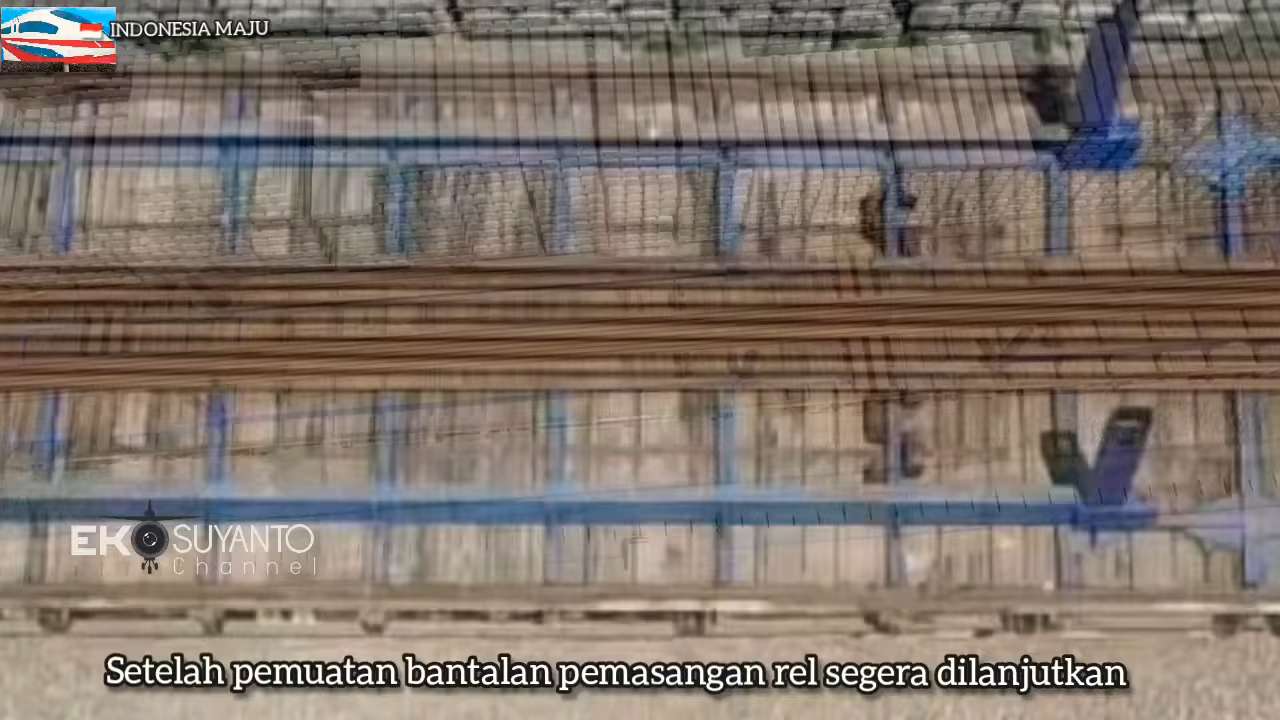 INDONESIA MAJU
EKO SUYANTO
Channel
Setelah pemuatan bantalan pemasangan rel segera dilanjutkan